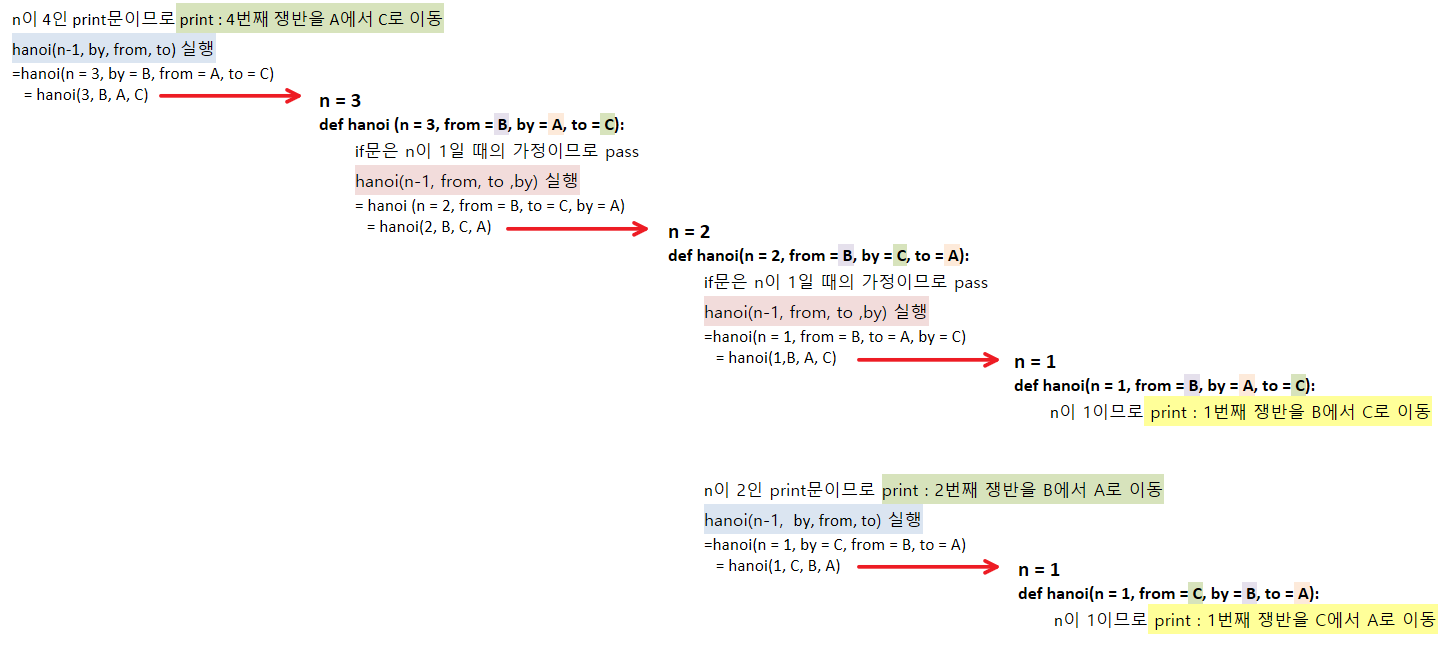 n이 4인 print문이므로 print : 4번째 쟁반을 A에서 C로 이동
hanoi(n-1, by, from, to) 실행
=hanoi(n = 3, by = B, from = A, to = C)
= hanoi(3, B, A, C)
n = 3
def hanoi (n = 3, from = B, by = A, to = C):
if문은 n이 1일 때의 가정이므로 pass
hanoi(n-1, from, to ,by) 실행
= hanoi (n = 2, from = B, to = C, by = A)
= hanoi(2, B, C, A)
n = 2
def hanoi(n = 2, from = B, by = C, to = A):
if문은 n이 1일 때의 가정이므로 pass
hanoi(n-1, from, to ,by) 실행
=hanoi(n = 1, from = B, to = A, by = C)
= hanoi(1,B, A, C)
n = 1
def hanoi(n = 1, from = B, by = A, to = C):
n이 1이므로 print : 1번째 쟁반을 B에서 C로 이동
n이 2인 print문이므로 print : 2번째 쟁반을 B에서 A로 이동
hanoi(n-1, by, from, to) 실행
=hanoi(n = 1, by = C, from = B, to = A)
= hanoi(1, C, B, A)
n = 1
def hanoi(n = 1, from = C, by = B, to = A):
n이 1이므로 print : 1번째 쟁반을 C에서 A로 이동